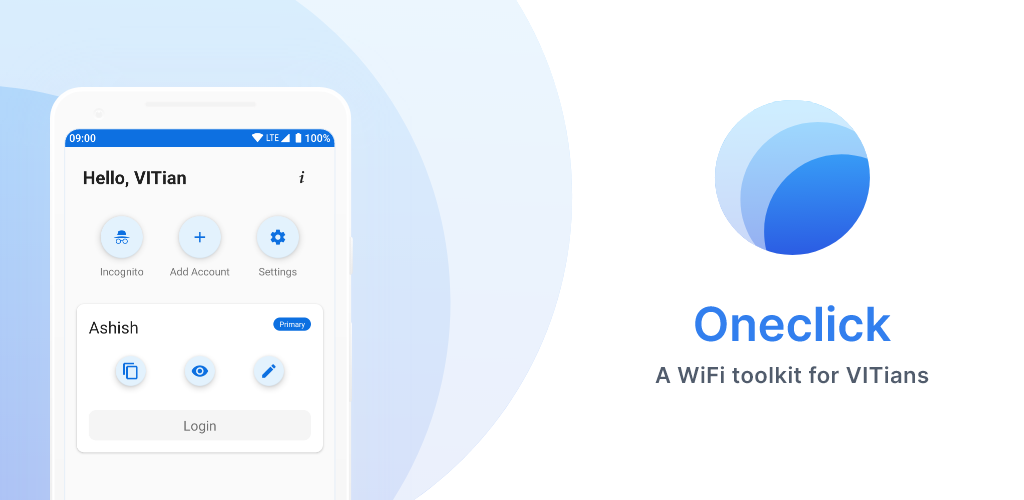 09:00 LTE 100%
Hello, VITian i
Incognito Add Account Settings
Ashish Primary
Login
Oneclick
A WiFi toolkit for VITians